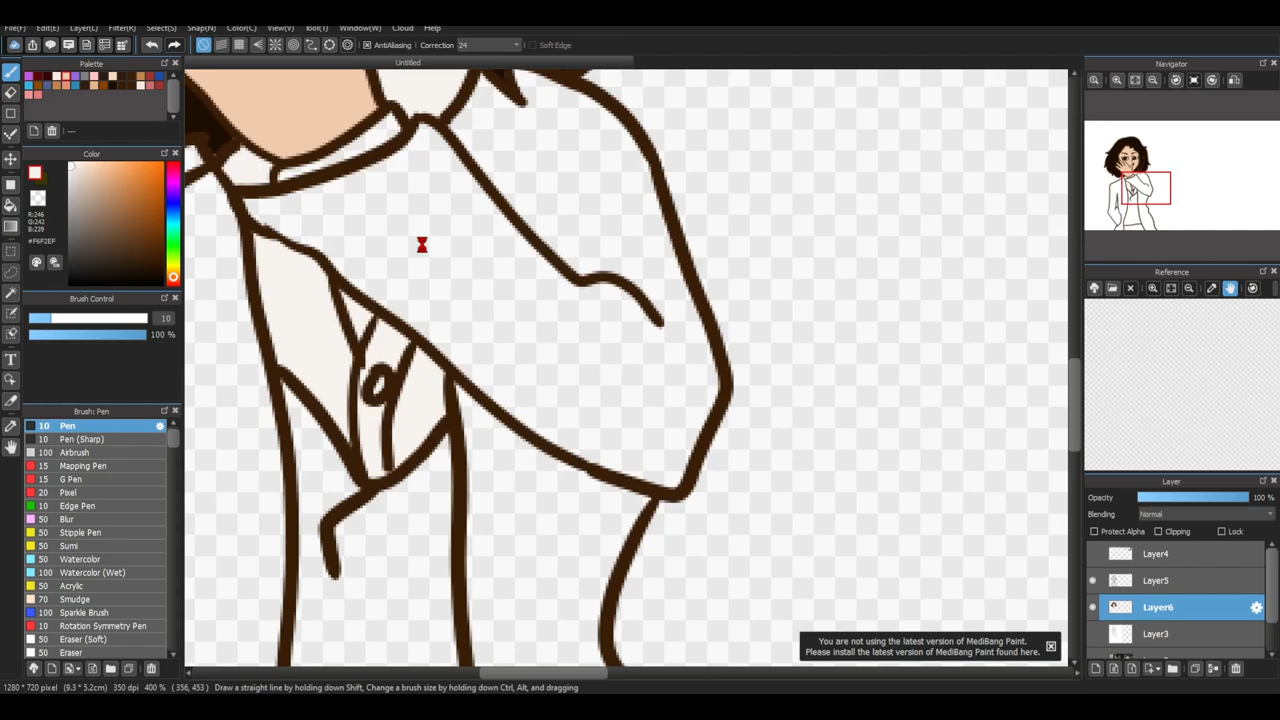 File(F) Edit(E) Layer(L) Filter(R) Select(S) Snap(N) Color(C) View(V) Tool(T) Window(W) Cloud Help
AntiAliasing Correction 24 Soft Edge
Palette
Untitled
Navigator
---
Color
R:246
G:242
B:239
#F6F2EF
Brush Control
10
100 %
Reference
Brush: Pen
10 Pen
10 Pen (Sharp)
100 Airbrush
15 Mapping Pen
15 G Pen
20 Pixel
10 Edge Pen
50 Blur
50 Stipple Pen
50 Sumi
50 Watercolor
100 Watercolor (Wet)
50 Acrylic
70 Smudge
100 Sparkle Brush
10 Rotation Symmetry Pen
50 Eraser (Soft)
50 Eraser
Layer
Opacity 100 %
Blending Normal
Protect Alpha Clipping Lock
Layer4
Layer5
Layer6
Layer3
You are not using the latest version of MediBang Paint.
Please install the latest version of MediBang Paint found here.
1280 * 720 pixel (9.3 * 5.2cm) 350 dpi 400 % ( 356, 453 ) Draw a straight line by holding down Shift, Change a brush size by holding down Ctrl, Alt, and dragging